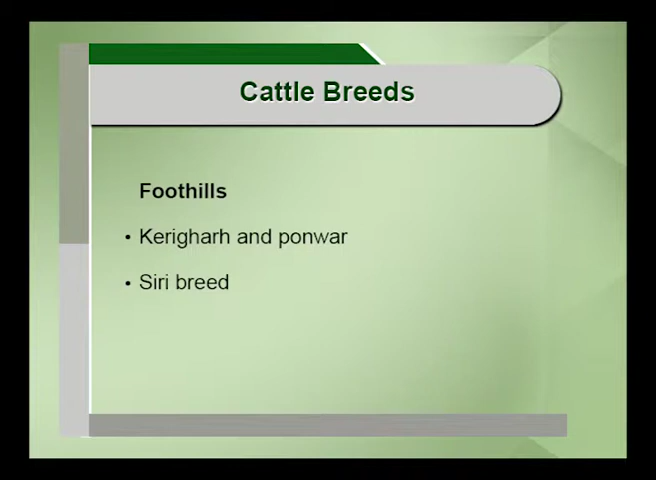 Cattle Breeds
Foothills
• Kerigharh and ponwar
• Siri breed